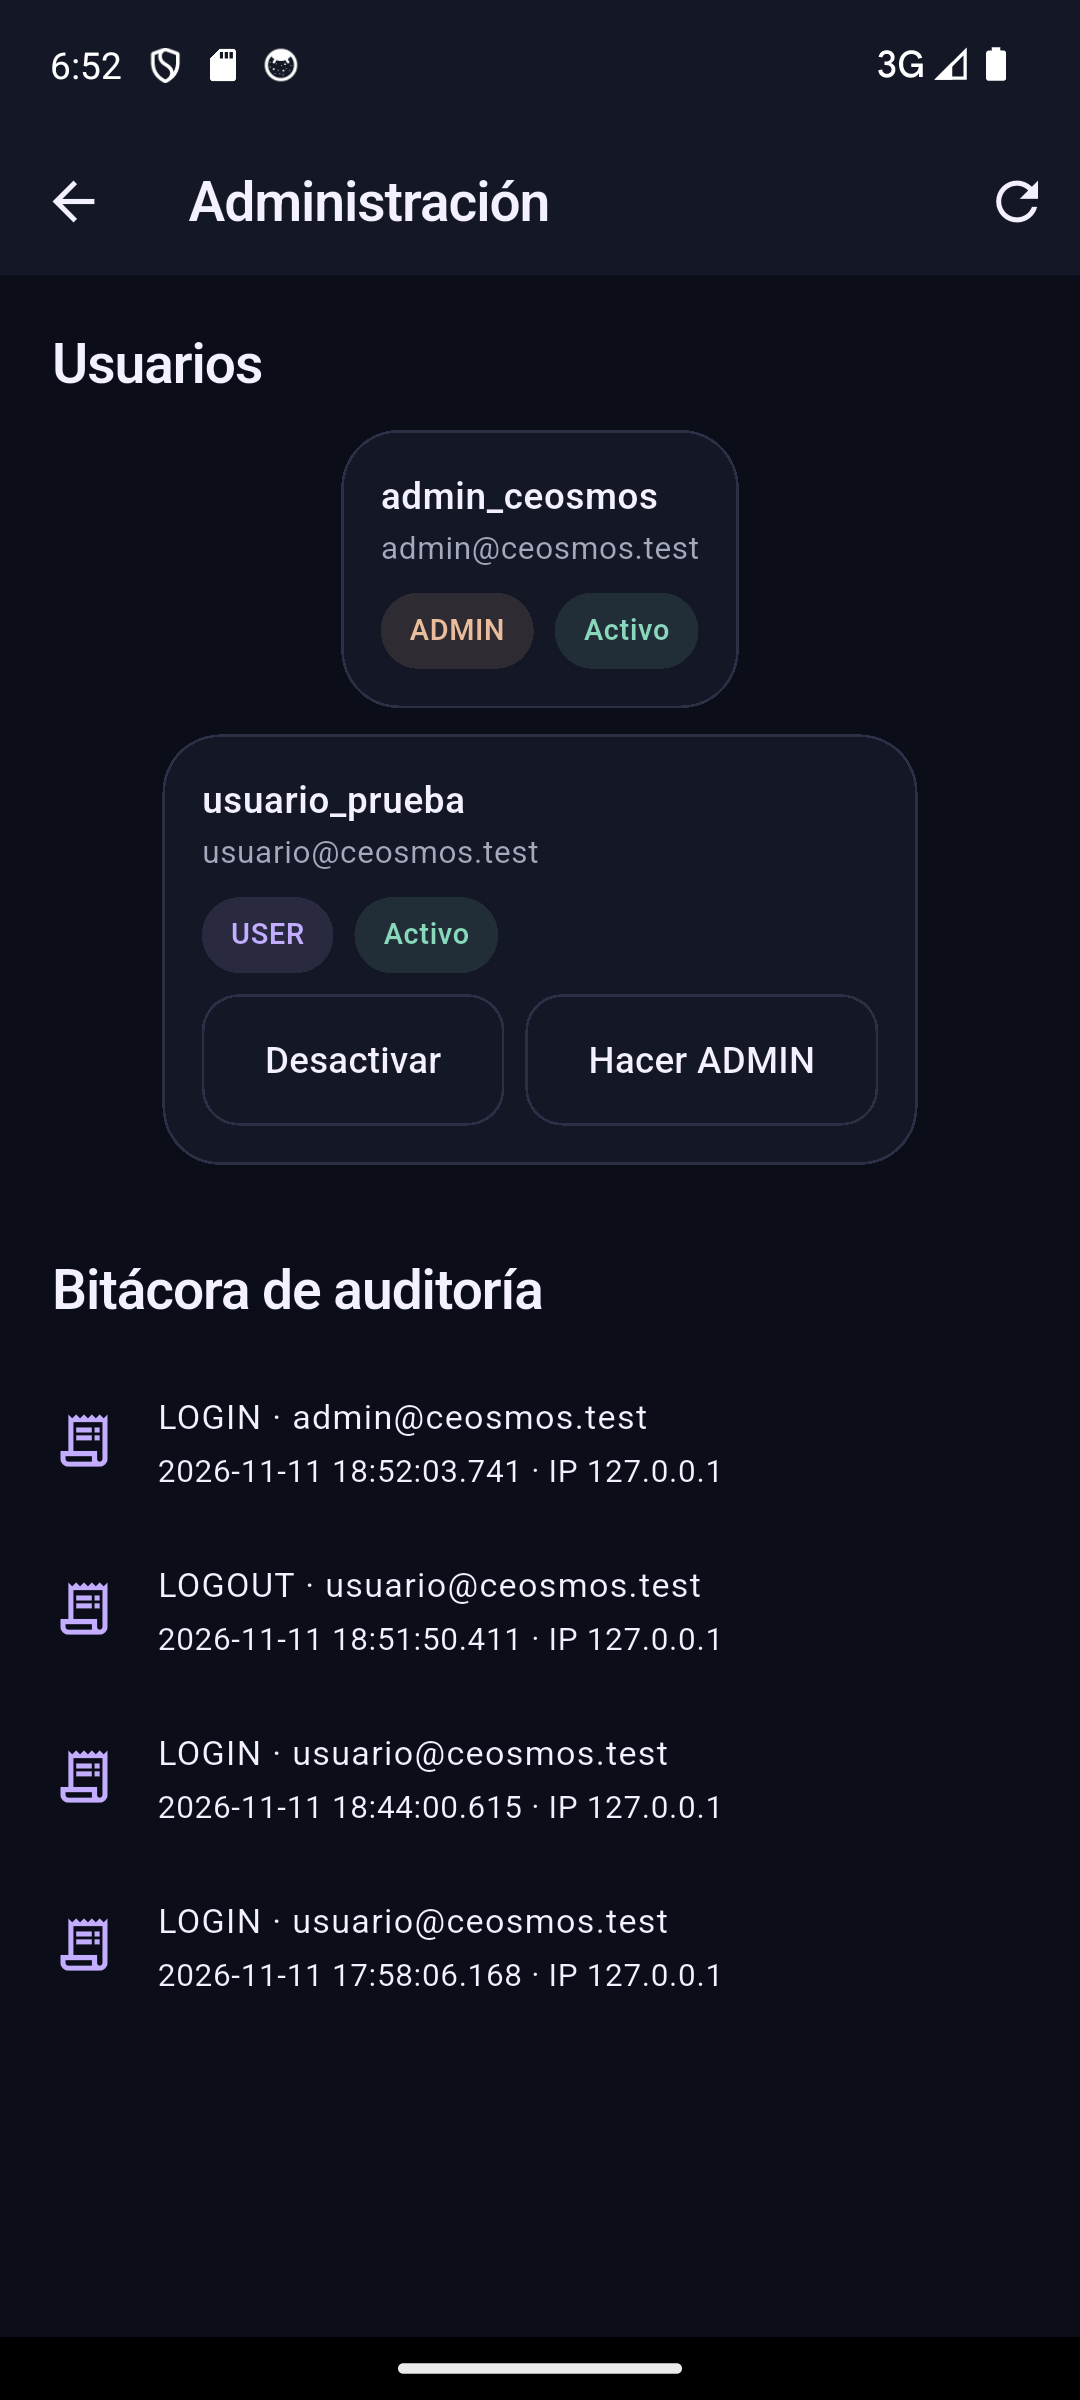 6:52 3G
Administración
Usuarios
admin_ceosmos
admin@ceosmos.test
ADMIN Activo
usuario_prueba
usuario@ceosmos.test
USER Activo
Desactivar Hacer ADMIN
Bitácora de auditoría
LOGIN · admin@ceosmos.test
2026-11-11 18:52:03.741 · IP 127.0.0.1
LOGOUT · usuario@ceosmos.test
2026-11-11 18:51:50.411 · IP 127.0.0.1
LOGIN · usuario@ceosmos.test
2026-11-11 18:44:00.615 · IP 127.0.0.1
LOGIN · usuario@ceosmos.test
2026-11-11 17:58:06.168 · IP 127.0.0.1